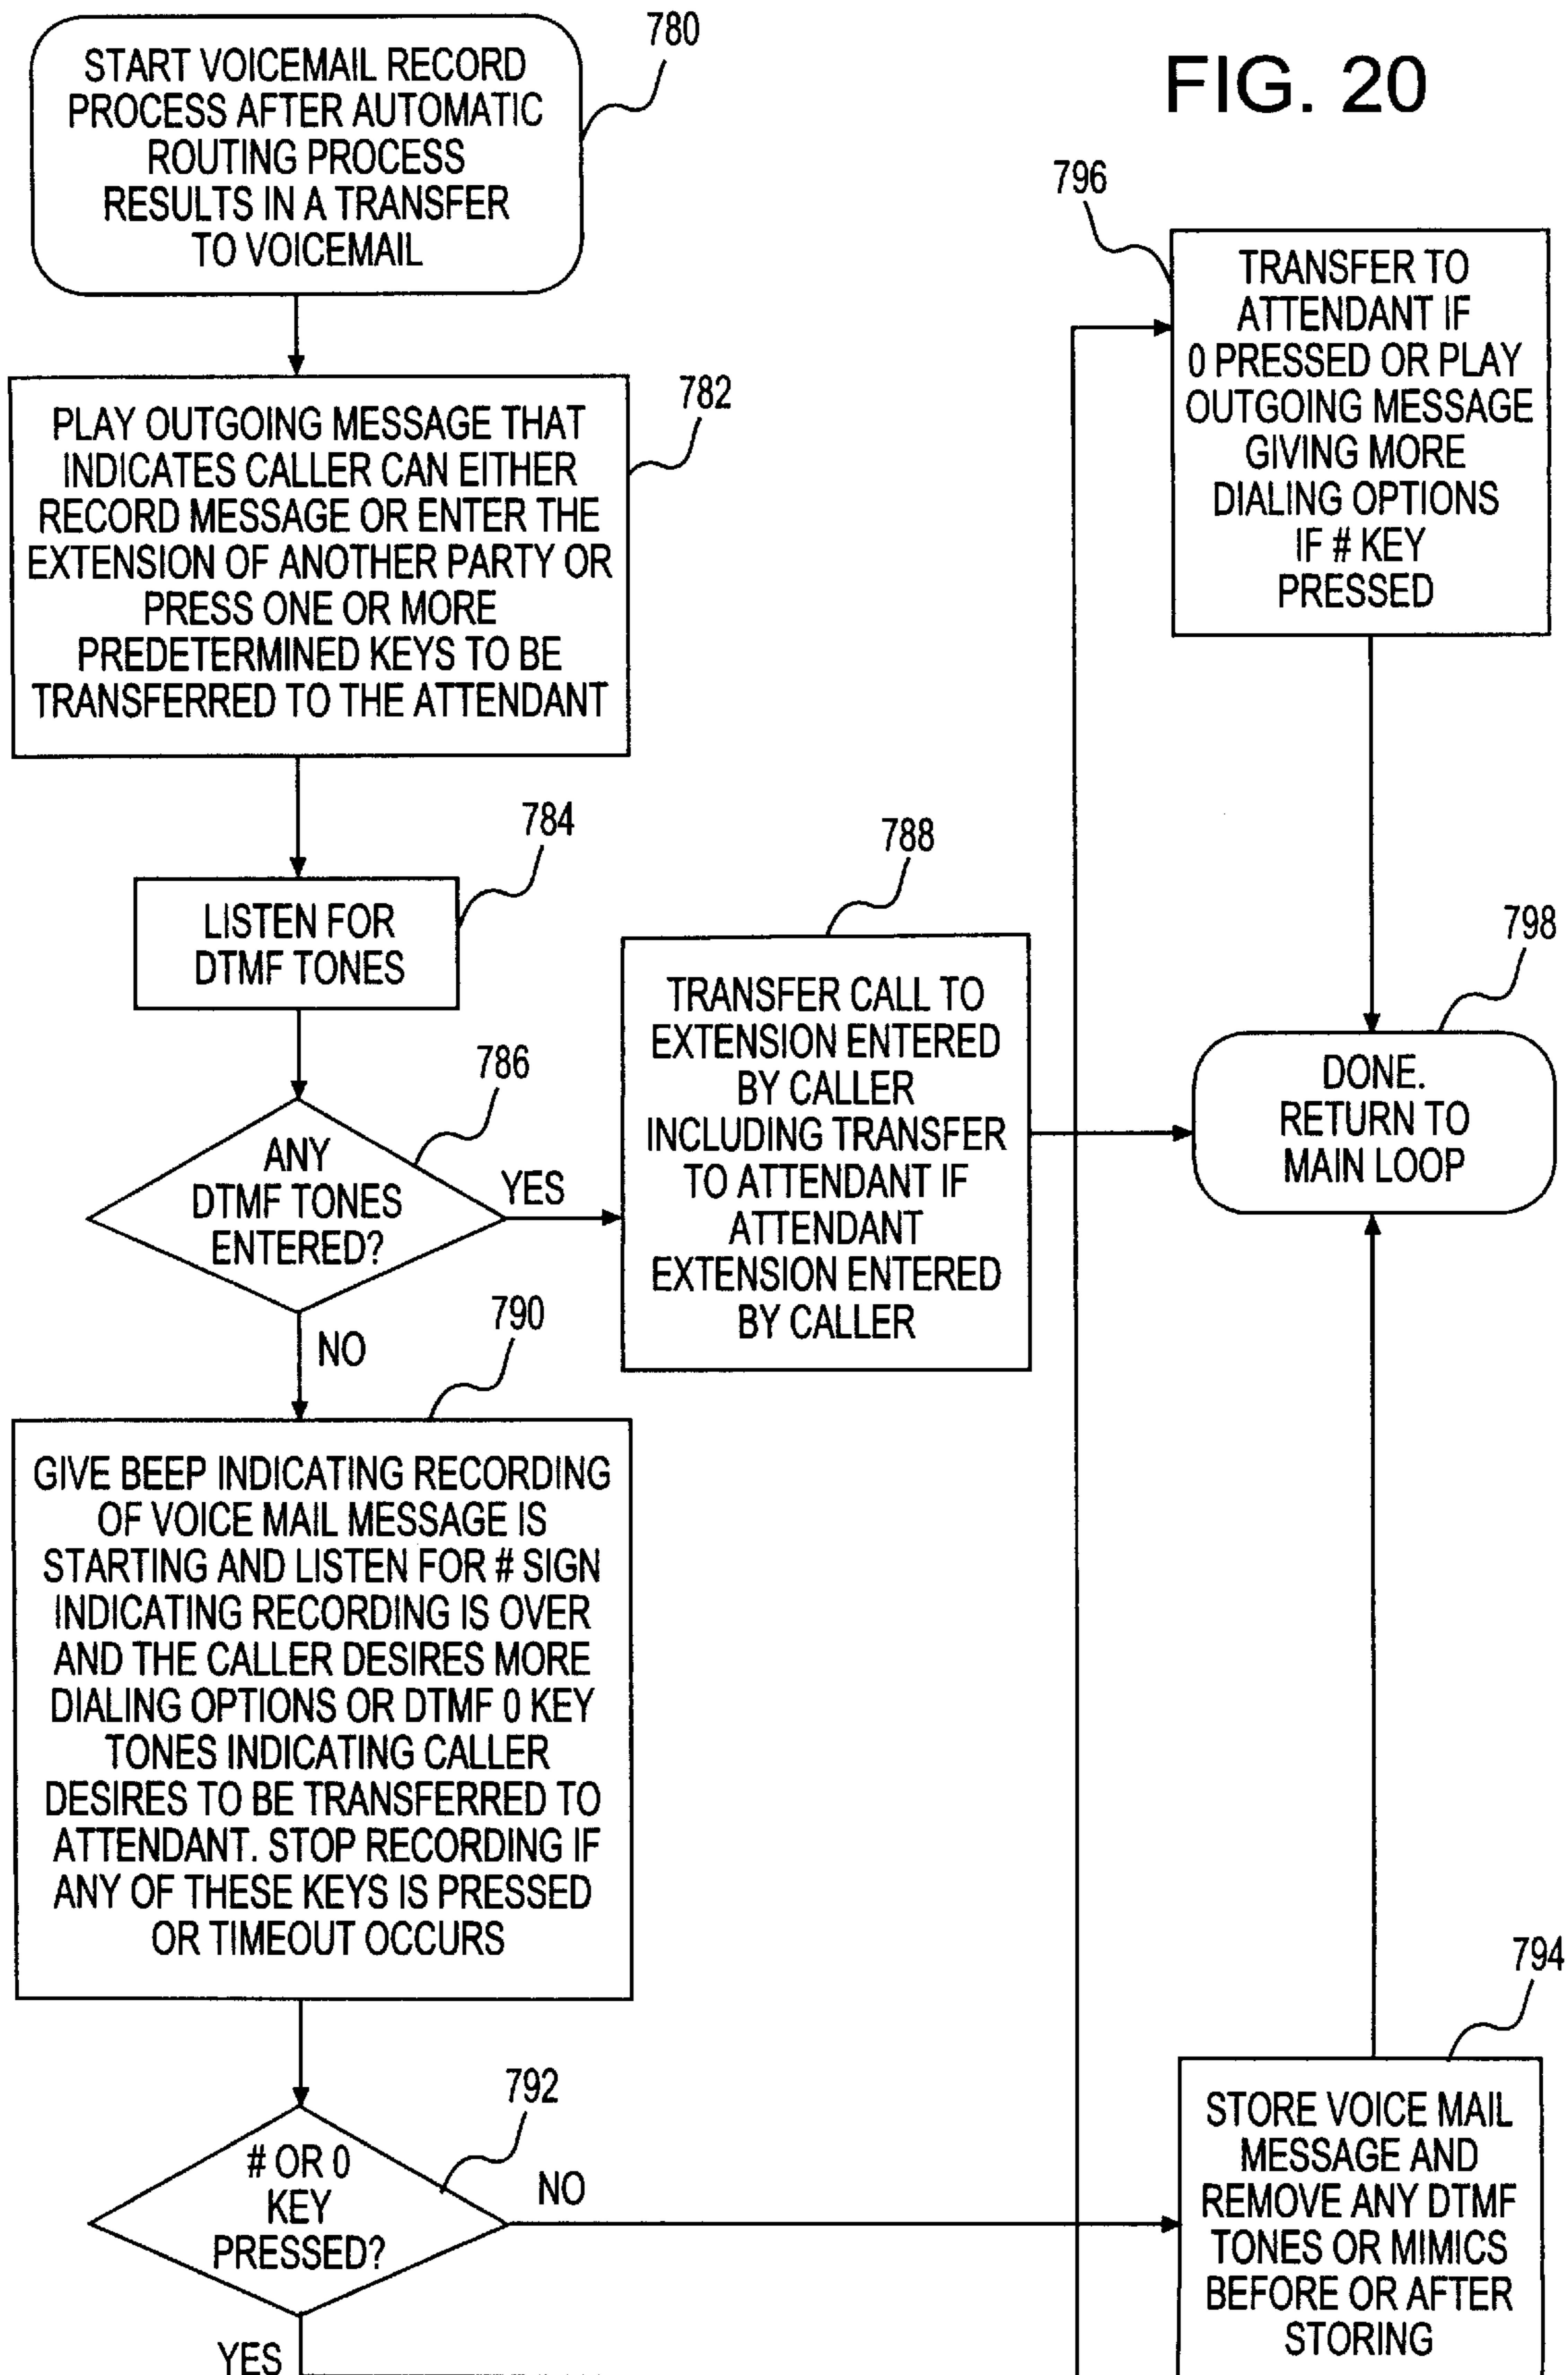 FIG. 20
780
START VOICEMAIL RECORD
PROCESS AFTER AUTOMATIC
ROUTING PROCESS
RESULTS IN A TRANSFER
TO VOICEMAIL
782
PLAY OUTGOING MESSAGE THAT
INDICATES CALLER CAN EITHER
RECORD MESSAGE OR ENTER THE
EXTENSION OF ANOTHER PARTY OR
PRESS ONE OR MORE
PREDETERMINED KEYS TO BE
TRANSFERRED TO THE ATTENDANT
784
LISTEN FOR
DTMF TONES
786
ANY
DTMF TONES
ENTERED?
YES
NO
788
TRANSFER CALL TO
EXTENSION ENTERED
BY CALLER
INCLUDING TRANSFER
TO ATTENDANT IF
ATTENDANT
EXTENSION ENTERED
BY CALLER
790
GIVE BEEP INDICATING RECORDING
OF VOICE MAIL MESSAGE IS
STARTING AND LISTEN FOR # SIGN
INDICATING RECORDING IS OVER
AND THE CALLER DESIRES MORE
DIALING OPTIONS OR DTMF 0 KEY
TONES INDICATING CALLER
DESIRES TO BE TRANSFERRED TO
ATTENDANT. STOP RECORDING IF
ANY OF THESE KEYS IS PRESSED
OR TIMEOUT OCCURS
792
# OR 0
KEY
PRESSED?
NO
YES
794
STORE VOICE MAIL
MESSAGE AND
REMOVE ANY DTMF
TONES OR MIMICS
BEFORE OR AFTER
STORING
796
TRANSFER TO
ATTENDANT IF
0 PRESSED OR PLAY
OUTGOING MESSAGE
GIVING MORE
DIALING OPTIONS
IF # KEY
PRESSED
798
DONE.
RETURN TO
MAIN LOOP